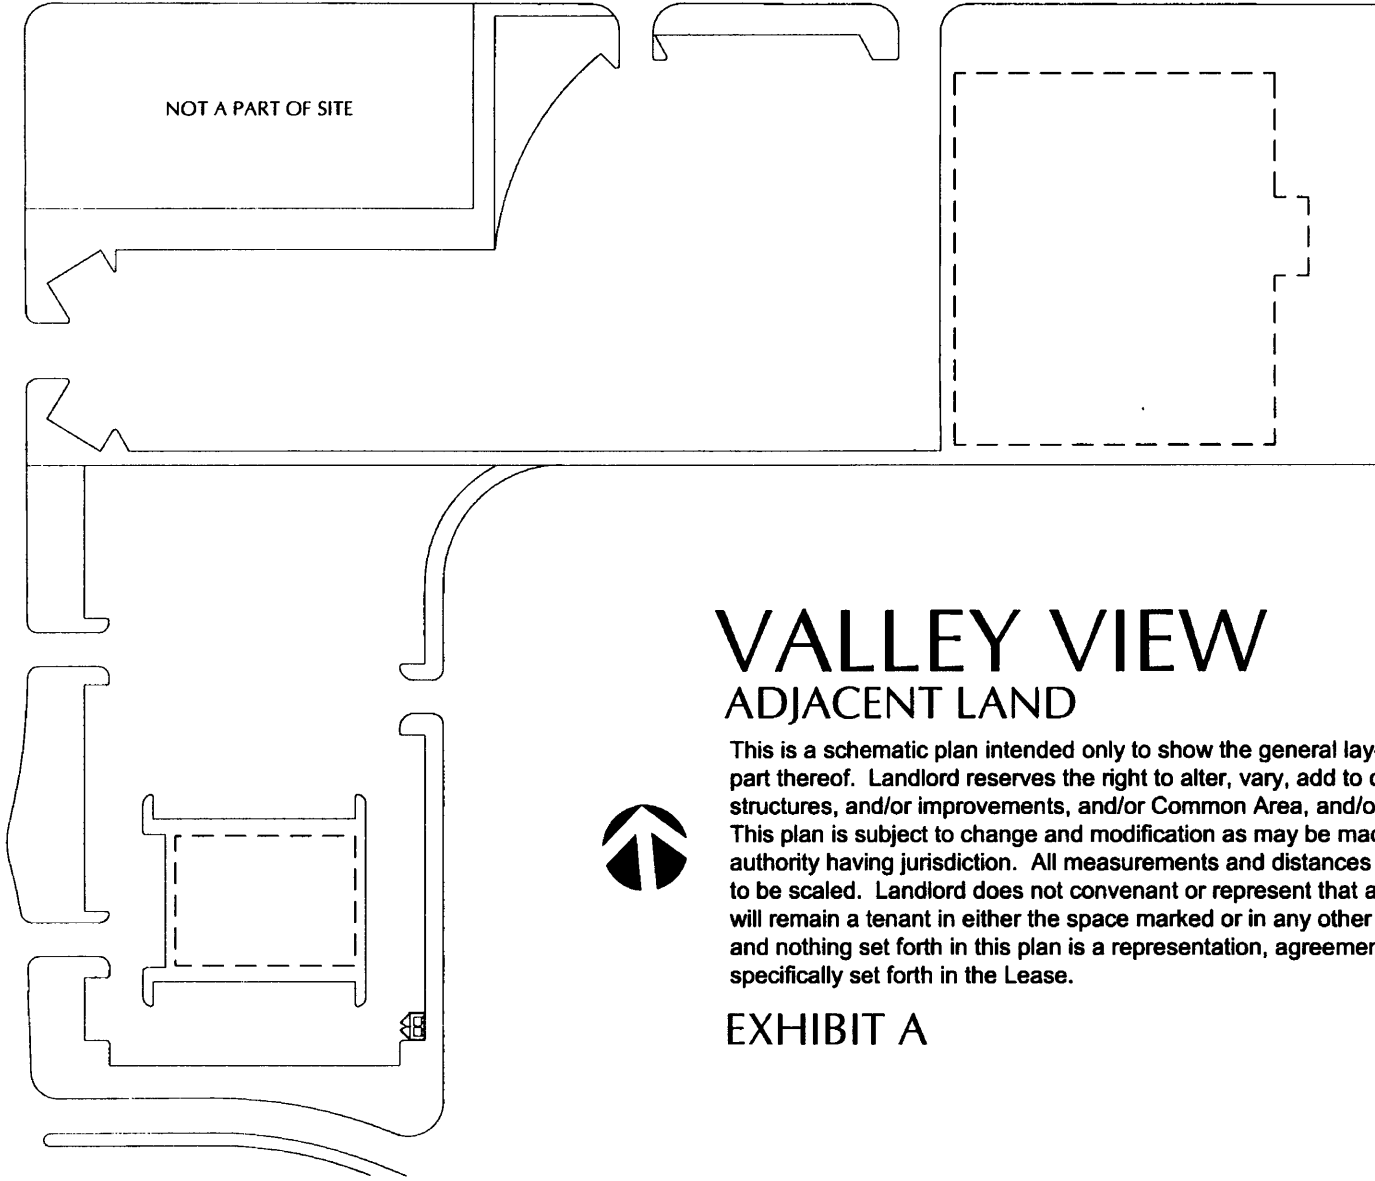 NOT A PART OF SITE
VALLEY VIEW
ADJACENT LAND
This is a schematic plan intended only to show the general lay-
part thereof. Landlord reserves the right to alter, vary, add to
structures, and/or improvements, and/or Common Area, and/o
This plan is subject to change and modification as may be mad
authority having jurisdiction. All measurements and distances
to be scaled. Landlord does not convenant or represent that a
will remain a tenant in either the space marked or in any other
and nothing set forth in this plan is a representation, agreemen
specifically set forth in the Lease.
EXHIBIT A